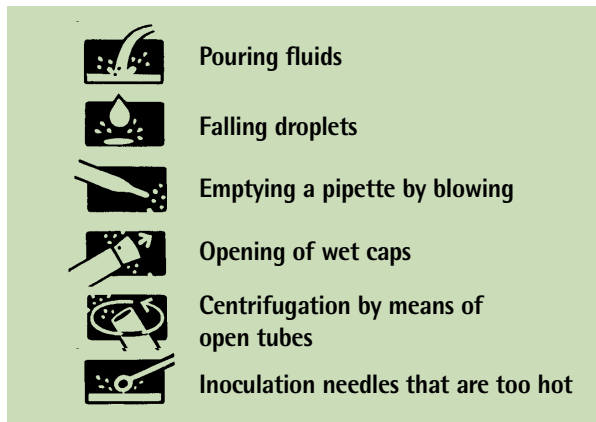 Pouring fluids
Falling droplets
Emptying a pipette by blowing
Opening of wet caps
Centrifugation by means of
open tubes
Inoculation needles that are too hot